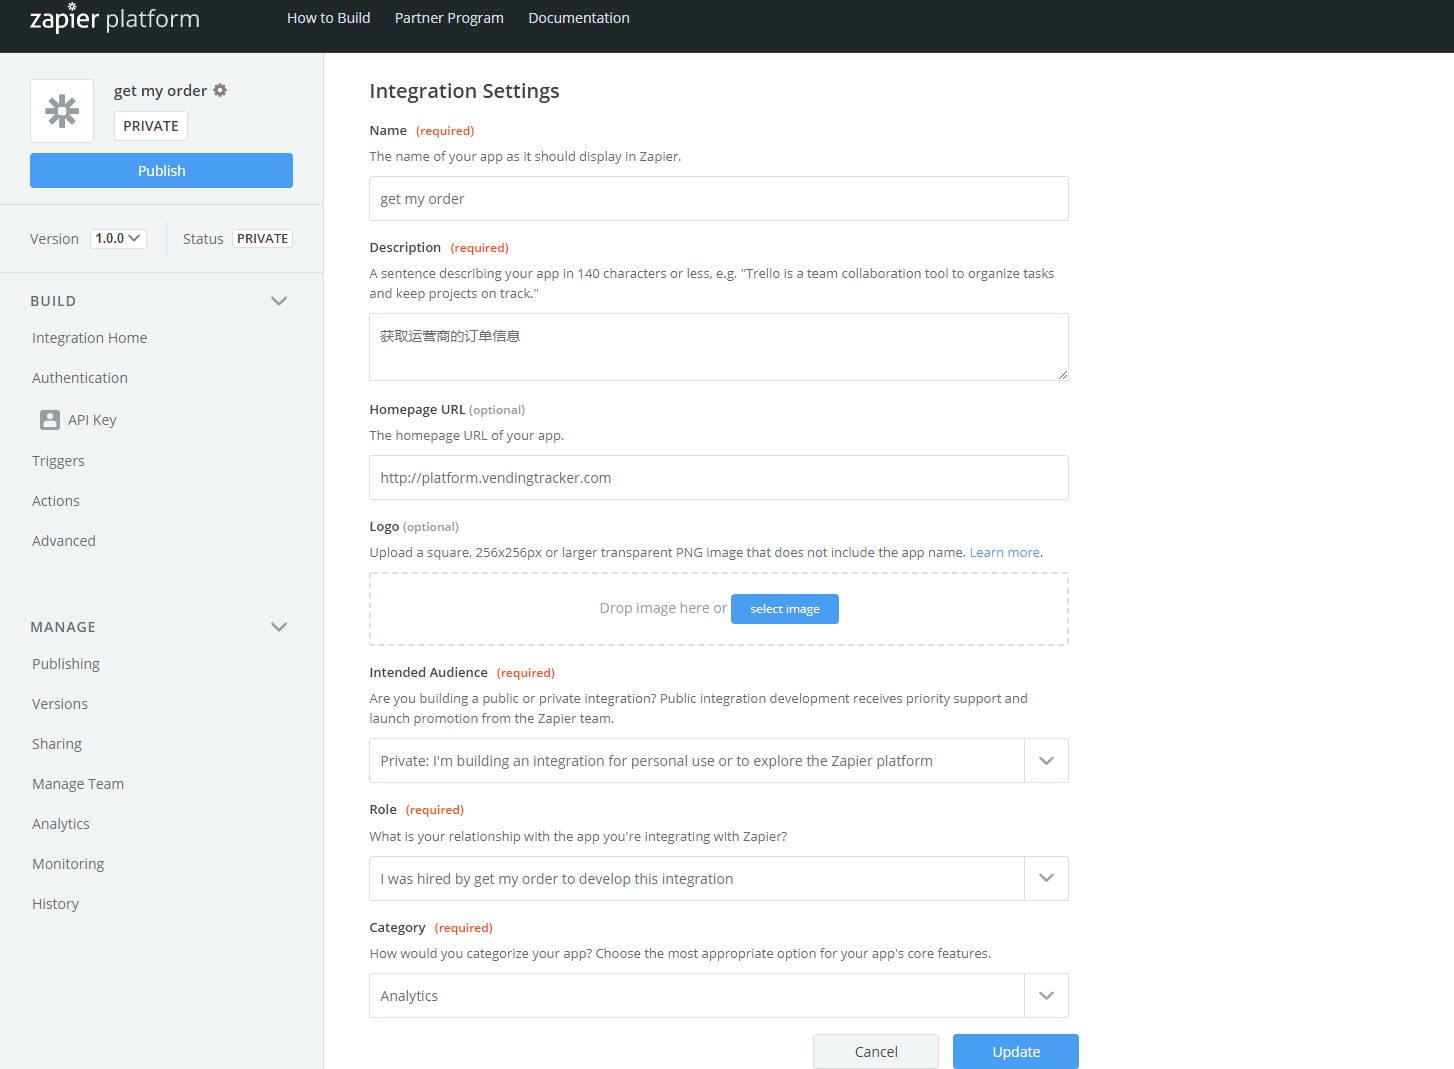 zapier platform
How to Build
Partner Program
Documentation
get my order
PRIVATE
Publish
Version
1.0.0
Status
PRIVATE
BUILD
Integration Home
Authentication
API Key
Triggers
Actions
Advanced
MANAGE
Publishing
Versions
Sharing
Manage Team
Analytics
Monitoring
History
Integration Settings
Name (required)
The name of your app as it should display in Zapier.
get my order
Description (required)
A sentence describing your app in 140 characters or less, e.g. "Trello is a team collaboration tool to organize tasks
and keep projects on track."
获取运营商的订单信息
Homepage URL (optional)
The homepage URL of your app.
http://platform.vendingtracker.com
Logo (optional)
Upload a square, 256x256px or larger transparent PNG image that does not include the app name. Learn more.
Drop image here or select image
Intended Audience (required)
Are you building a public or private integration? Public integration development receives priority support and
launch promotion from the Zapier team.
Private: I'm building an integration for personal use or to explore the Zapier platform
Role (required)
What is your relationship with the app you're integrating with Zapier?
I was hired by get my order to develop this integration
Category (required)
How would you categorize your app? Choose the most appropriate option for your app's core features.
Analytics
Cancel
Update